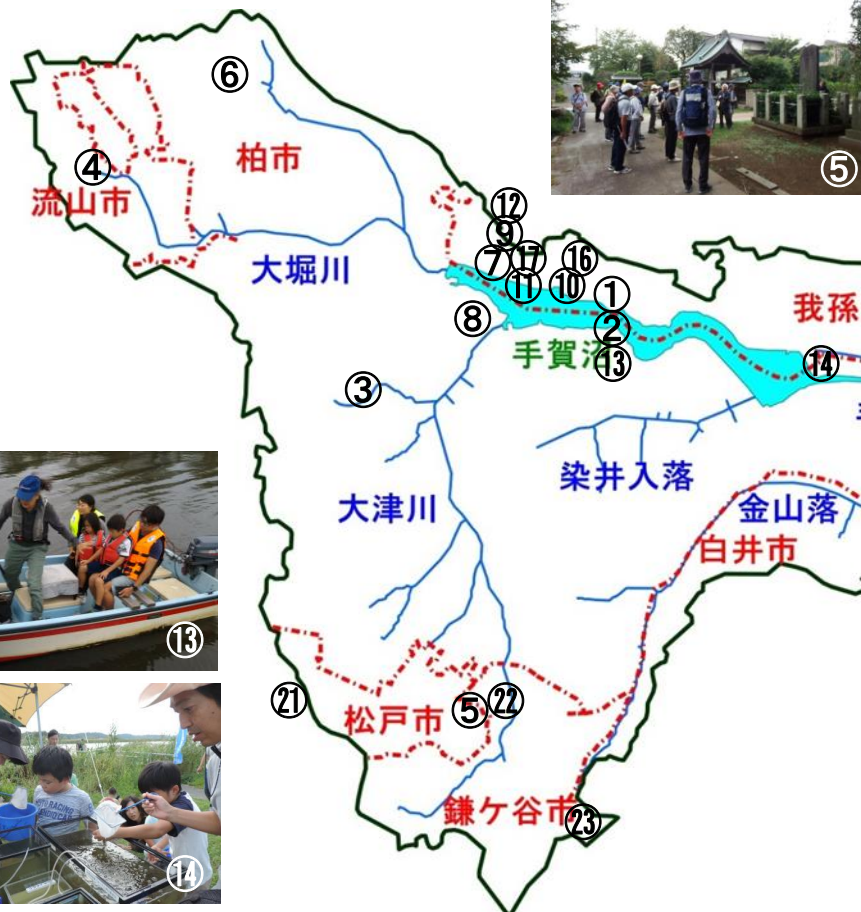 ⑥
⑤
柏市
④
流山市
⑫
⑨
⑦
⑰
⑯
大堀川
⑪
⑩
①
我孫
⑧
②
手賀沼
⑬
⑭
③
染井入落
大津川
金山落
白井市
⑬
㉑
松戸市
⑤
㉒
鎌ケ谷市
㉓
⑭